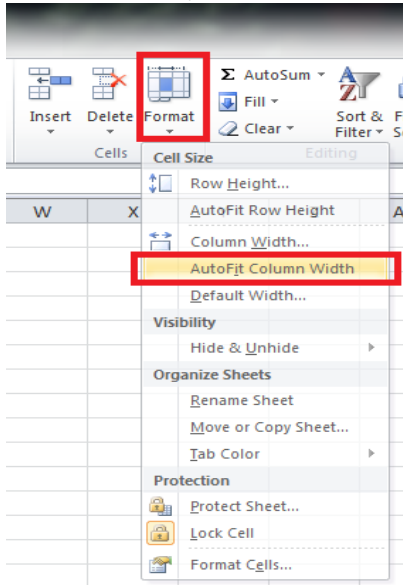 Σ AutoSum
Fill
Clear
Insert Delete Format
Sort &
Filter
Cells
Editing
Cell Size
Row Height...
W X
AutoFit Row Height
Column Width...
AutoFit Column Width
Default Width...
Visibility
Hide & Unhide
Organize Sheets
Rename Sheet
Move or Copy Sheet...
Tab Color
Protection
Protect Sheet...
Lock Cell
Format Cells...